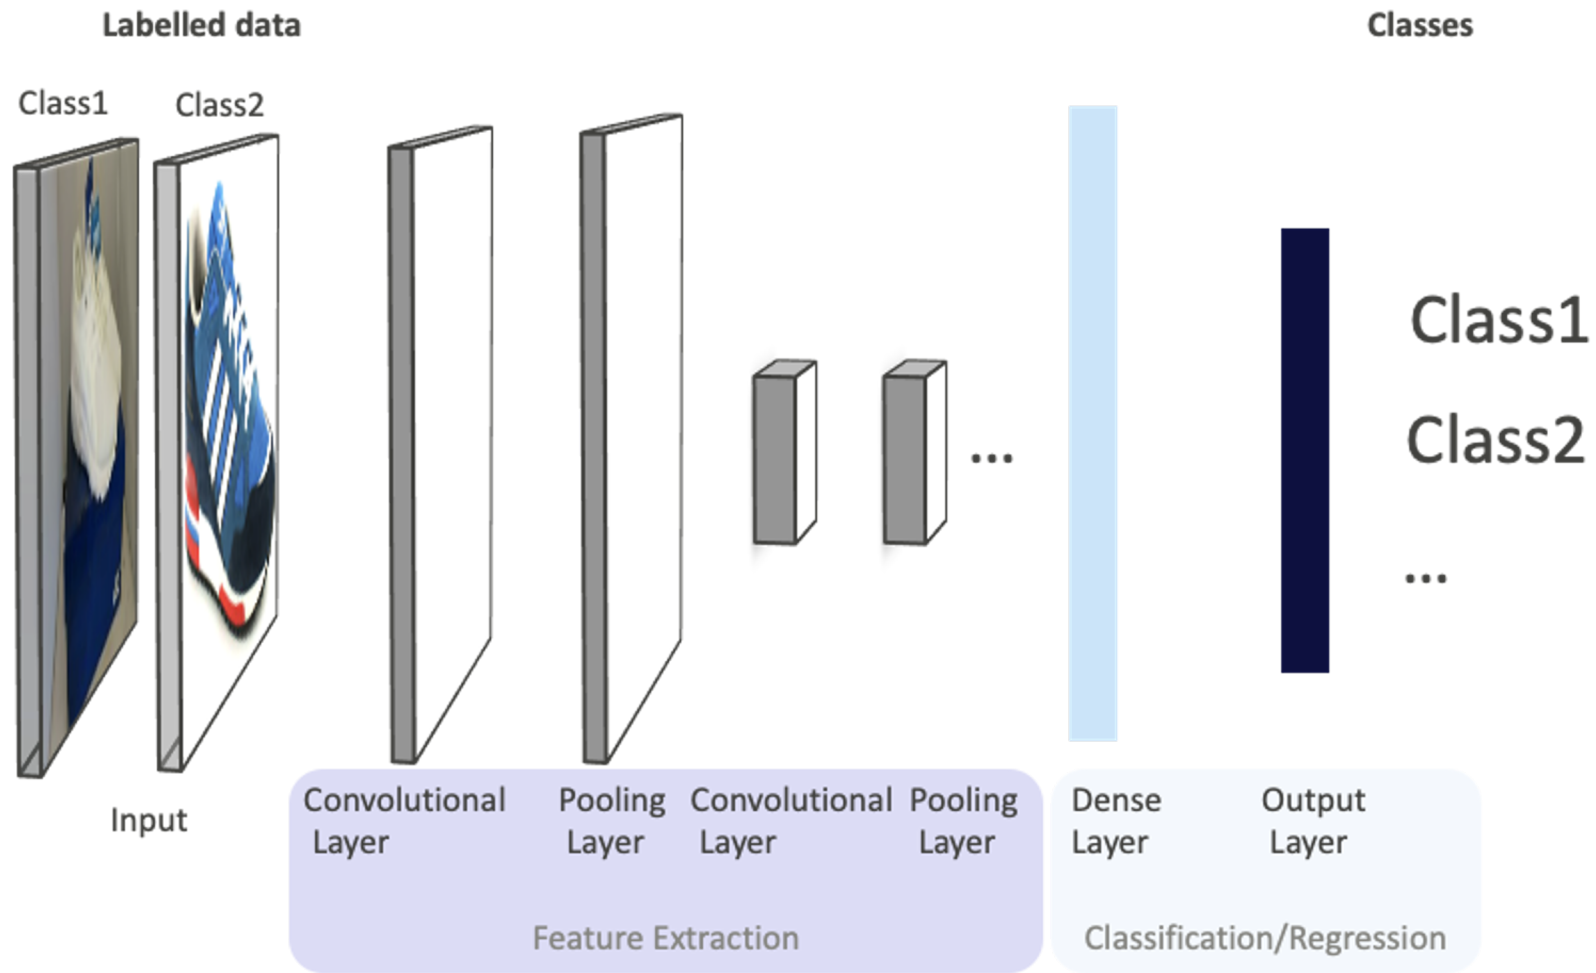 Labelled data
Classes
Class1
Class2
Class1
Class2
...
...
Input
Convolutional
Layer
Pooling
Layer
Convolutional
Layer
Pooling
Layer
Dense
Layer
Output
Layer
Feature Extraction
Classification/Regression